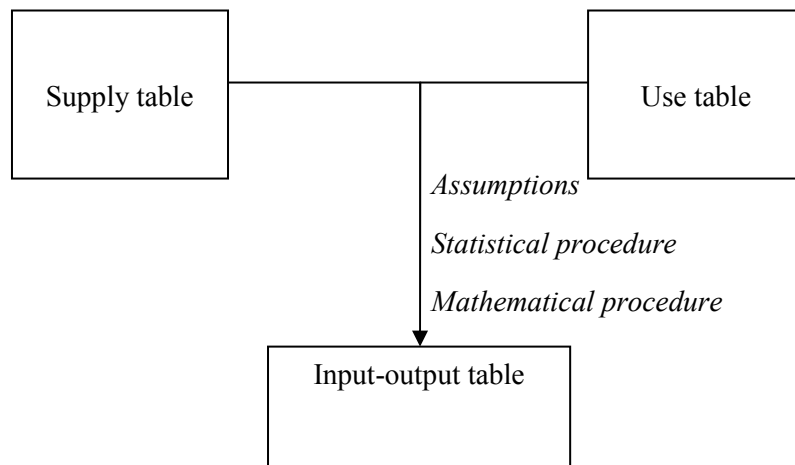 Supply table
Use table
Assumptions
Statistical procedure
Mathematical procedure
Input-output table